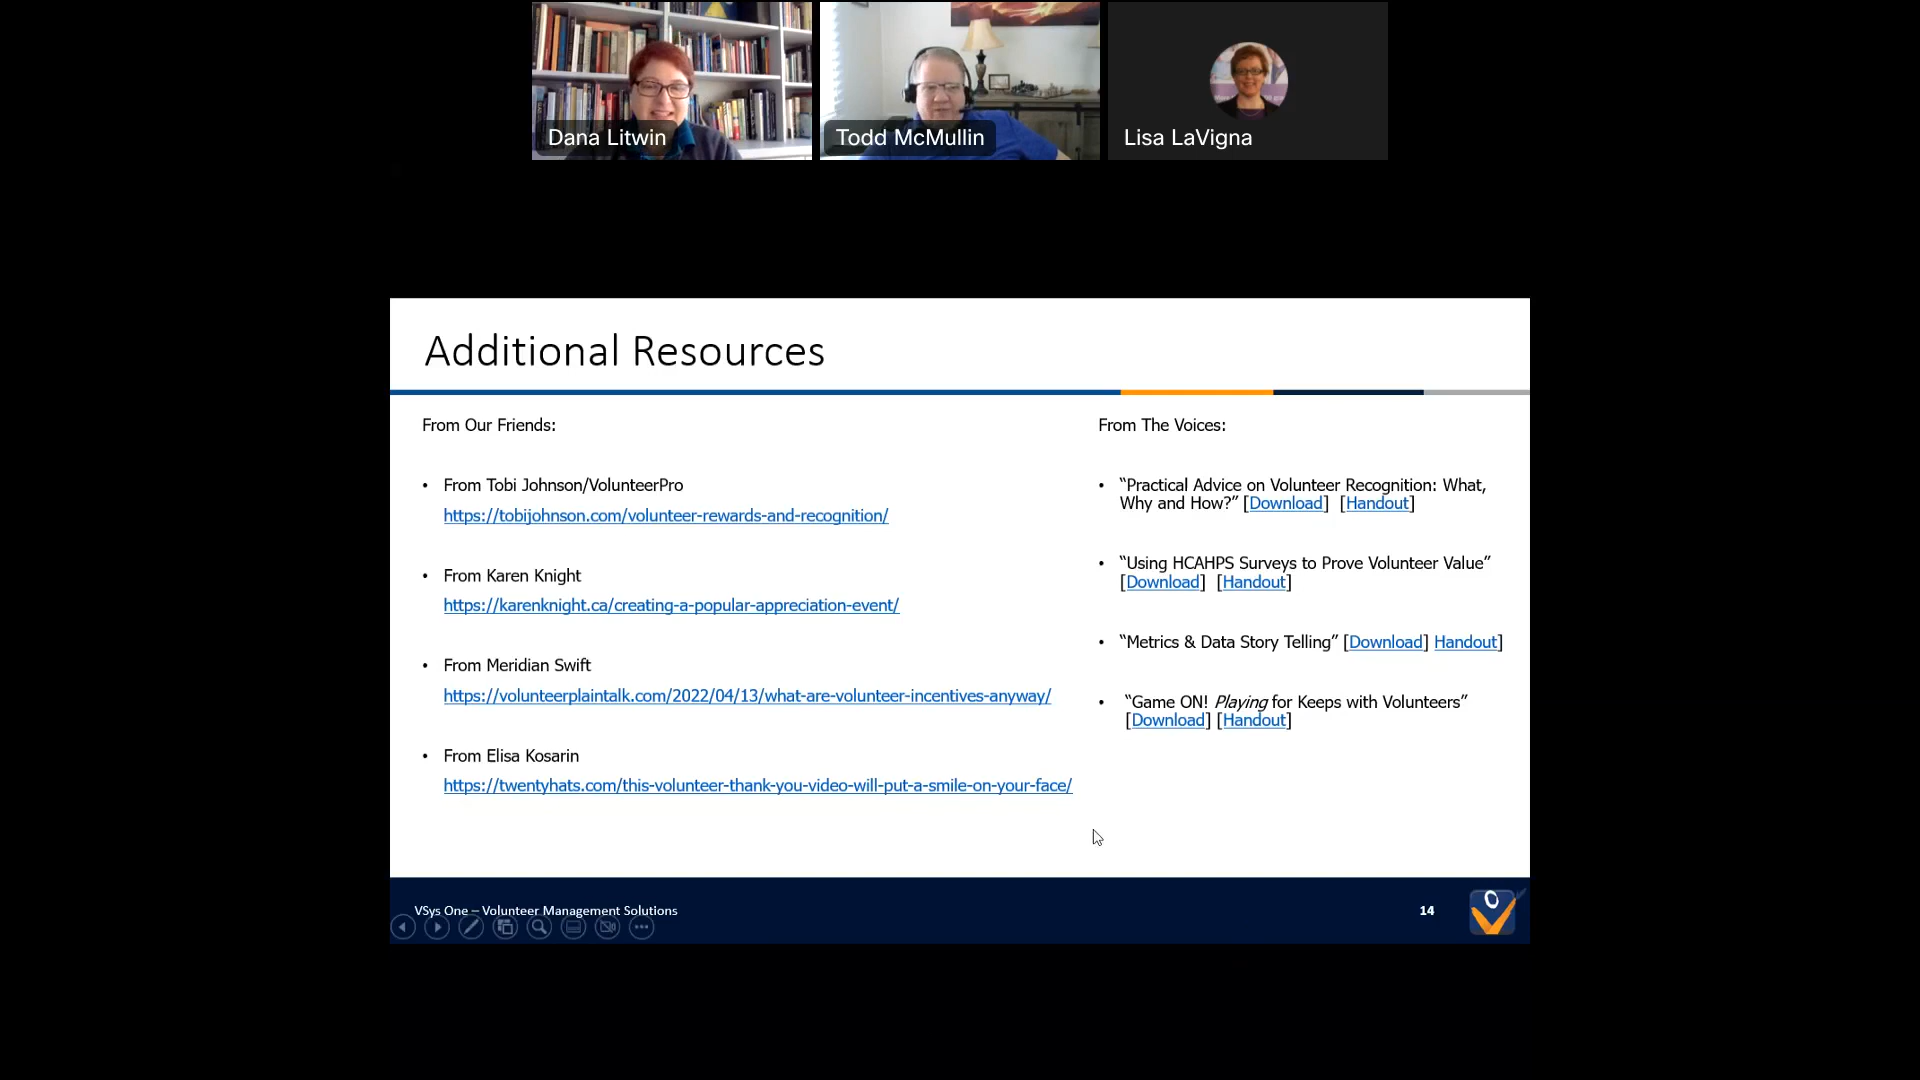 Dana Litwin
Todd McMullin
Lisa LaVigna
Additional Resources
From Our Friends:
• From Tobi Johnson/VolunteerPro
https://tobijohnson.com/volunteer-rewards-and-recognition/
• From Karen Knight
https://karenknight.ca/creating-a-popular-appreciation-event/
• From Meridian Swift
https://volunteerplaintalk.com/2022/04/13/what-are-volunteer-incentives-anyway/
• From Elisa Kosarin
https://twentyhats.com/this-volunteer-thank-you-video-will-put-a-smile-on-your-face/
From The Voices:
• “Practical Advice on Volunteer Recognition: What,
Why and How?” [Download] [Handout]
• “Using HCAHPS Surveys to Prove Volunteer Value”
[Download] [Handout]
• “Metrics & Data Story Telling” [Download] Handout]
• “Game ON! Playing for Keeps with Volunteers”
[Download] [Handout]
VSys One – Volunteer Management Solutions
14